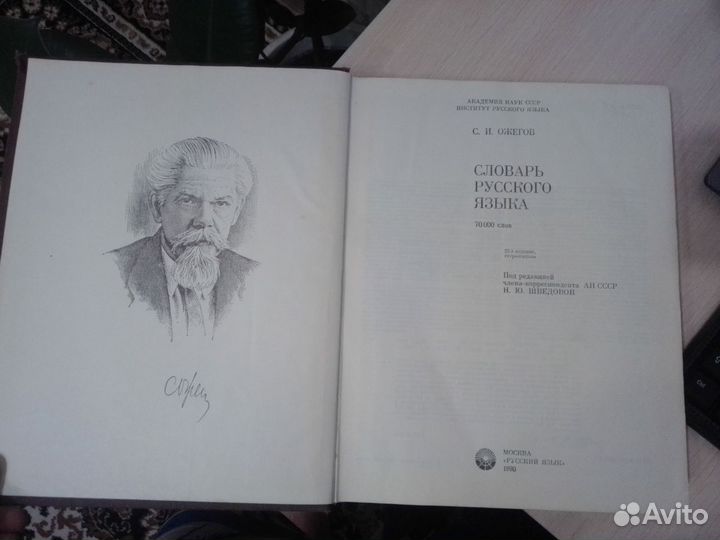 АКАДЕМИЯ НАУК СССР
ИНСТИТУТ РУССКОГО ЯЗЫКА
С. И. ОЖЕГОВ
СЛОВАРЬ
РУССКОГО
ЯЗЫКА
70 000 слов
издание,
Под редакцией
члена-корреспондента АН СССР
Н. Ю. ШВЕДОВОЙ
МОСКВА
«РУССКИЙ ЯЗЫК»
1990
Avito